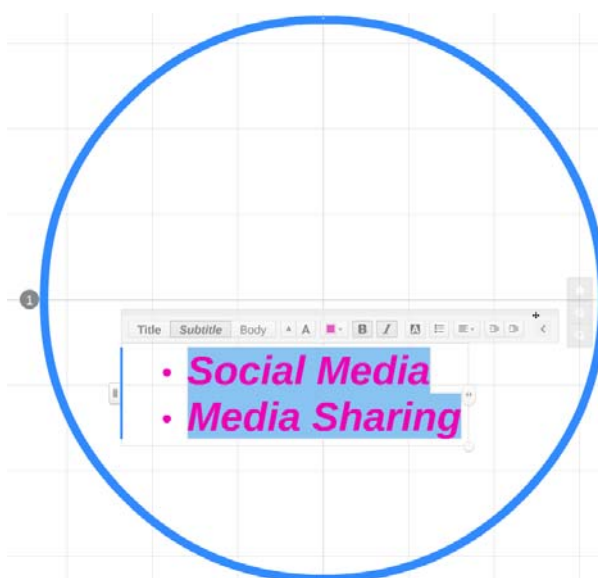 1
Title Subtitle Body A A B I A
• Social Media
• Media Sharing